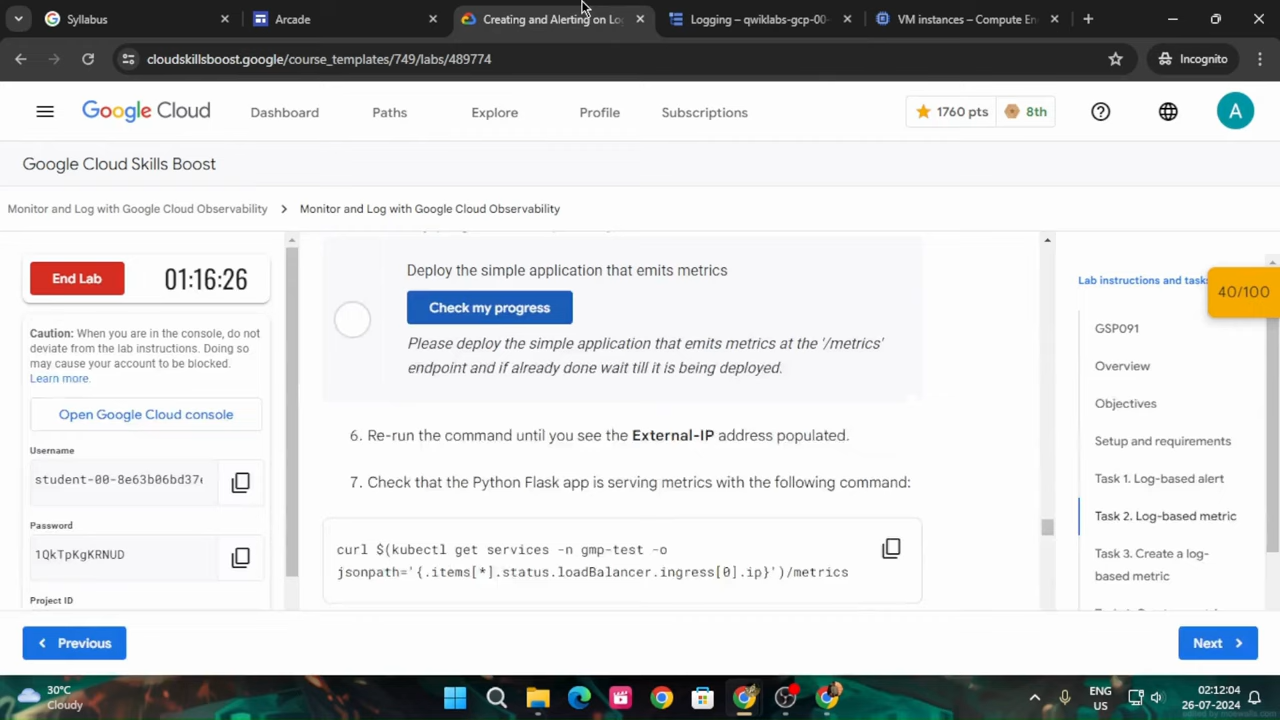 Syllabus
Arcade
Creating and Alerting on Lo
Logging – qwiklabs-gcp-00-
VM instances – Compute En
cloudskillsboost.google/course_templates/749/labs/489774
Incognito
Google Cloud
Dashboard
Paths
Explore
Profile
Subscriptions
1760 pts
8th
A
Google Cloud Skills Boost
Monitor and Log with Google Cloud Observability > Monitor and Log with Google Cloud Observability
End Lab
01:16:26
Caution: When you are in the console, do not
deviate from the lab instructions. Doing so
may cause your account to be blocked.
Learn more.
Open Google Cloud console
Username
student-00-8e63b06bd37
Password
1QkTpKgKRNUD
Project ID
Deploy the simple application that emits metrics
Check my progress
Please deploy the simple application that emits metrics at the '/metrics'
endpoint and if already done wait till it is being deployed.
6. Re-run the command until you see the External-IP address populated.
7. Check that the Python Flask app is serving metrics with the following command:
curl $(kubectl get services -n gmp-test -o
jsonpath='{.items[*].status.loadBalancer.ingress[0].ip}')/metrics
Lab instructions and tasks
40/100
GSP091
Overview
Objectives
Setup and requirements
Task 1. Log-based alert
Task 2. Log-based metric
Task 3. Create a log-
based metric
Previous
Next
30°C
Cloudy
ENG
US
02:12:04
26-07-2024